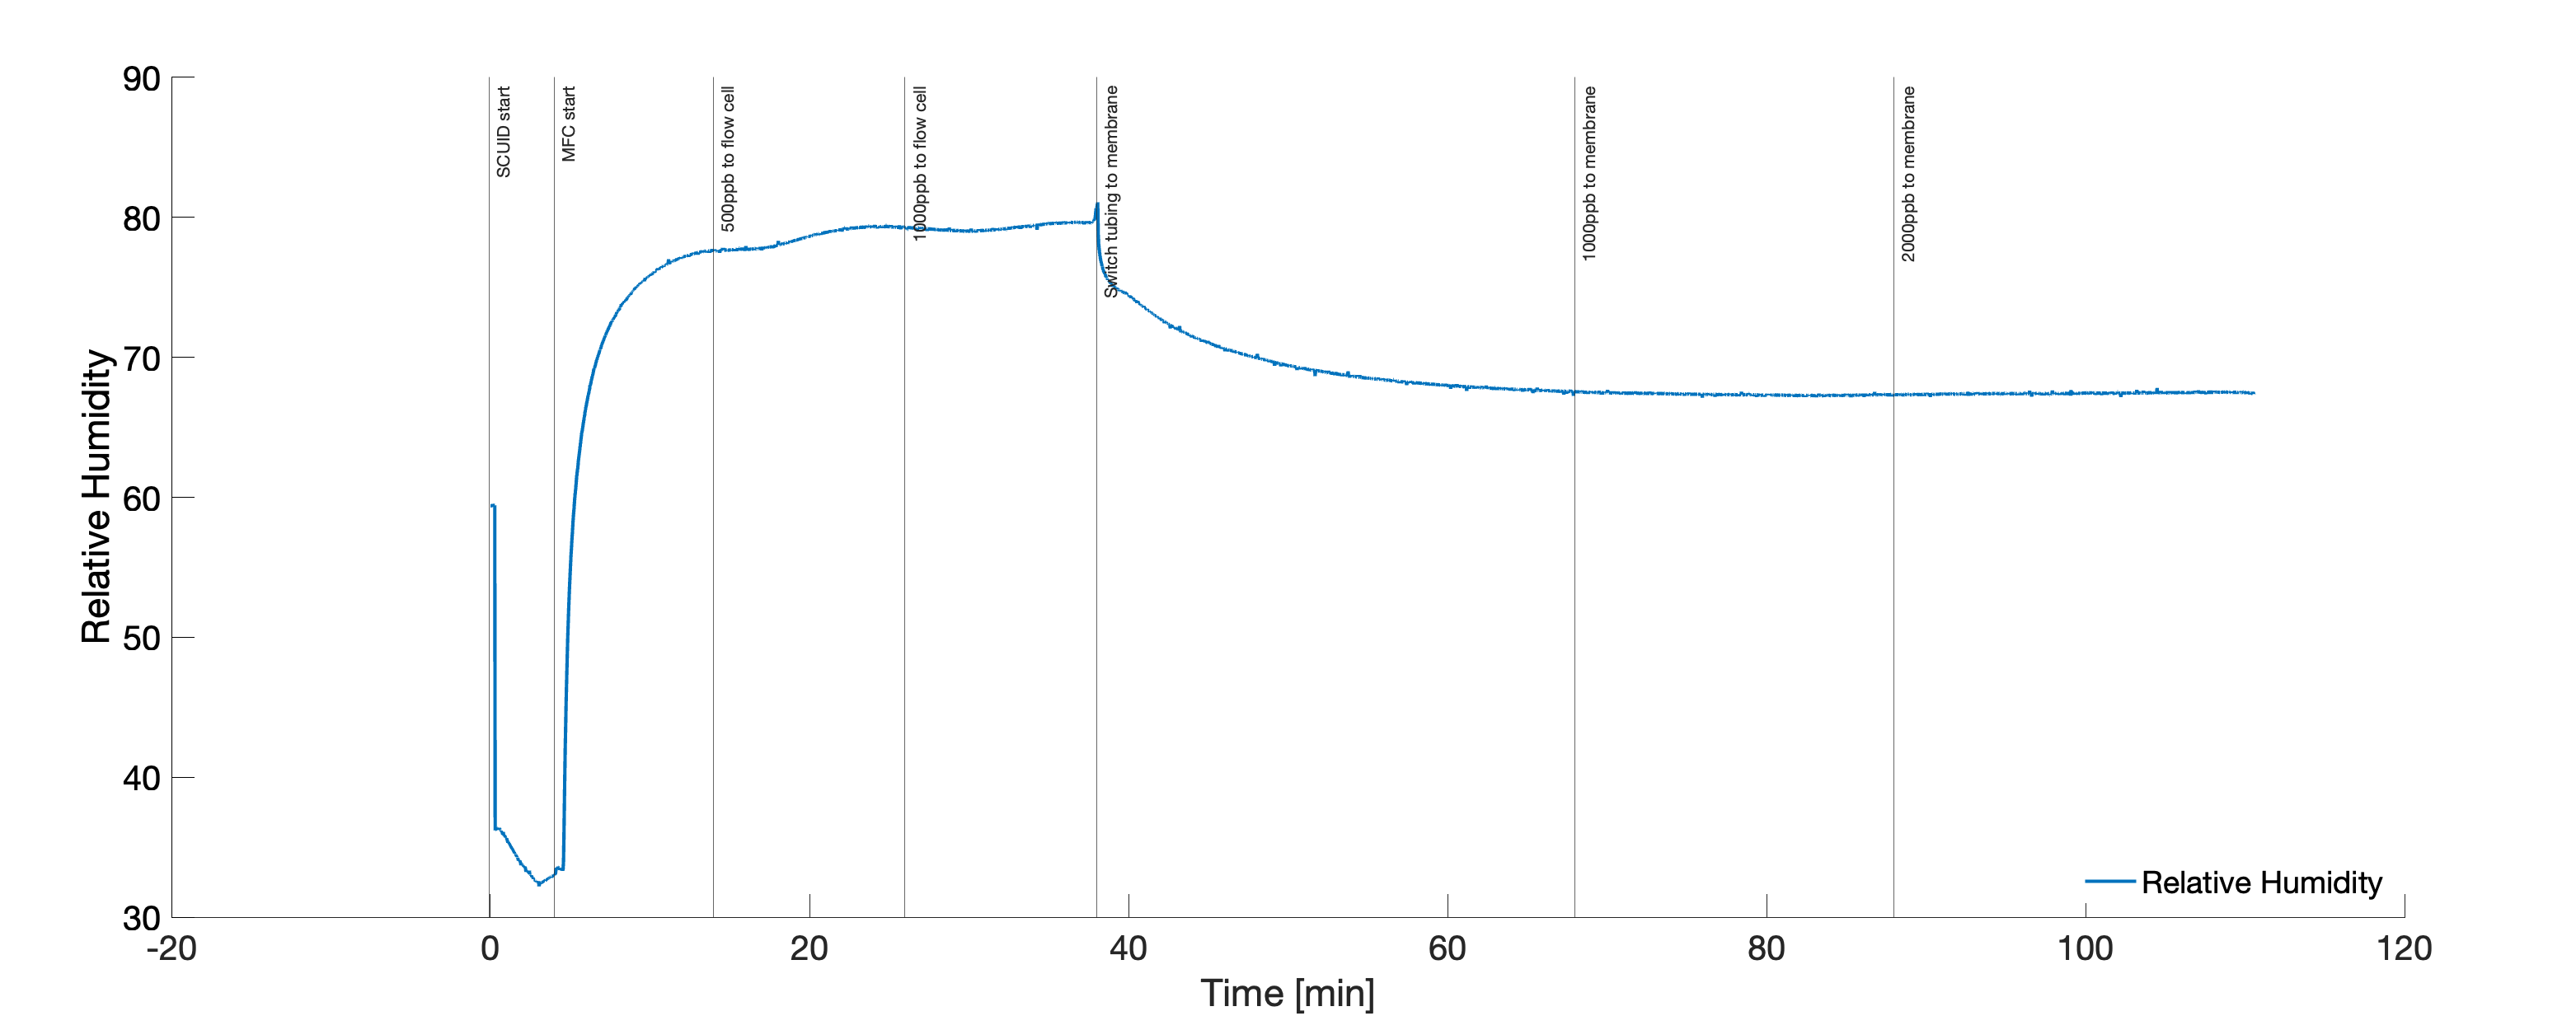 90
80
70
60
50
40
30
Relative Humidity
SCUID start
MFC start
500ppb to flow cell
1000ppb to flow cell
Switch tubing to membrane
1000ppb to membrane
2000ppb to membrane
Relative Humidity
-20 0 20 40 60 80 100 120
Time [min]